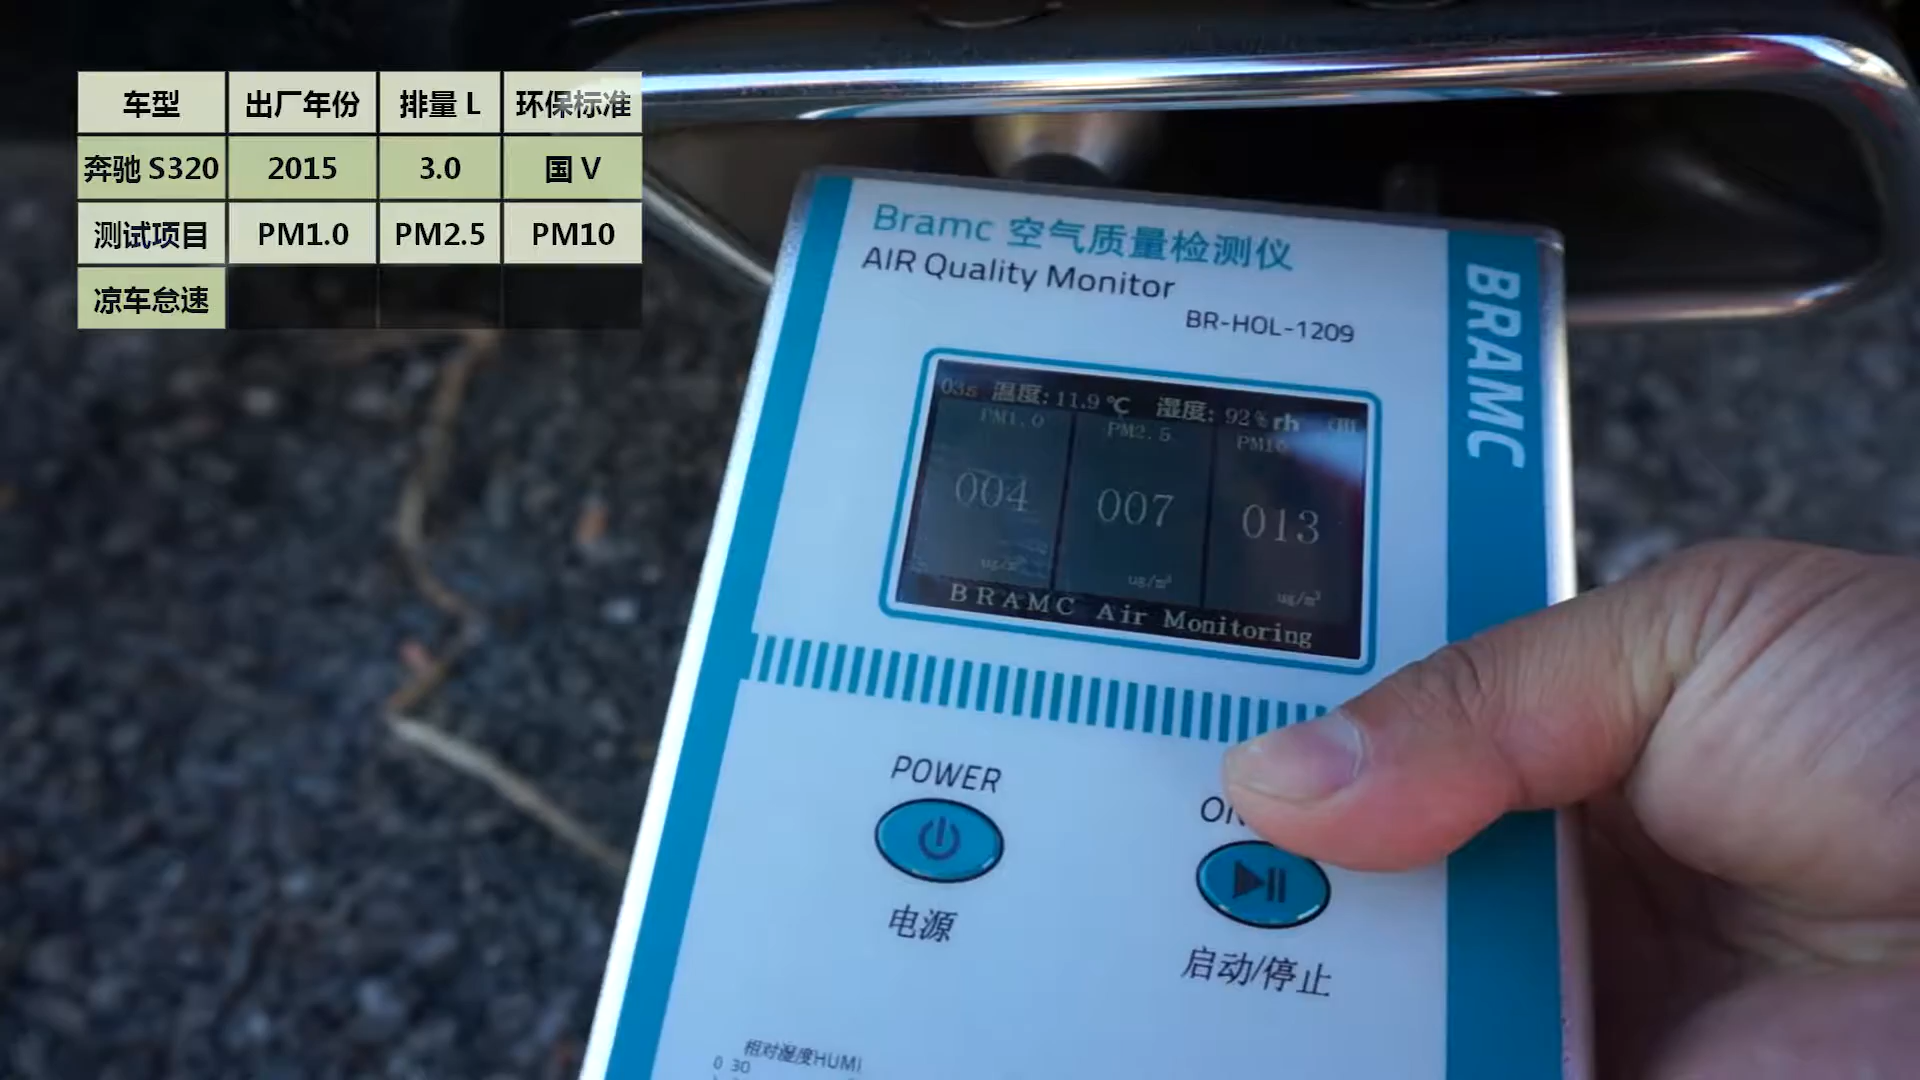 车型 出厂年份 排量 L 环保标准
奔驰 S320 2015 3.0 国 V
测试项目 PM1.0 PM2.5 PM10
凉车怠速
Bramc 空气质量检测仪
AIR Quality Monitor
BR-HOL-1209
BRAMC
03s 温度: 11.9 ℃ 湿度: 92%rh
PM1.0 PM2.5 PM10
004 007 013
ug/m³ ug/m³ ug/m³
BRAMC Air Monitoring
POWER
电源
启动/停止
相对湿度HUMI
0 30